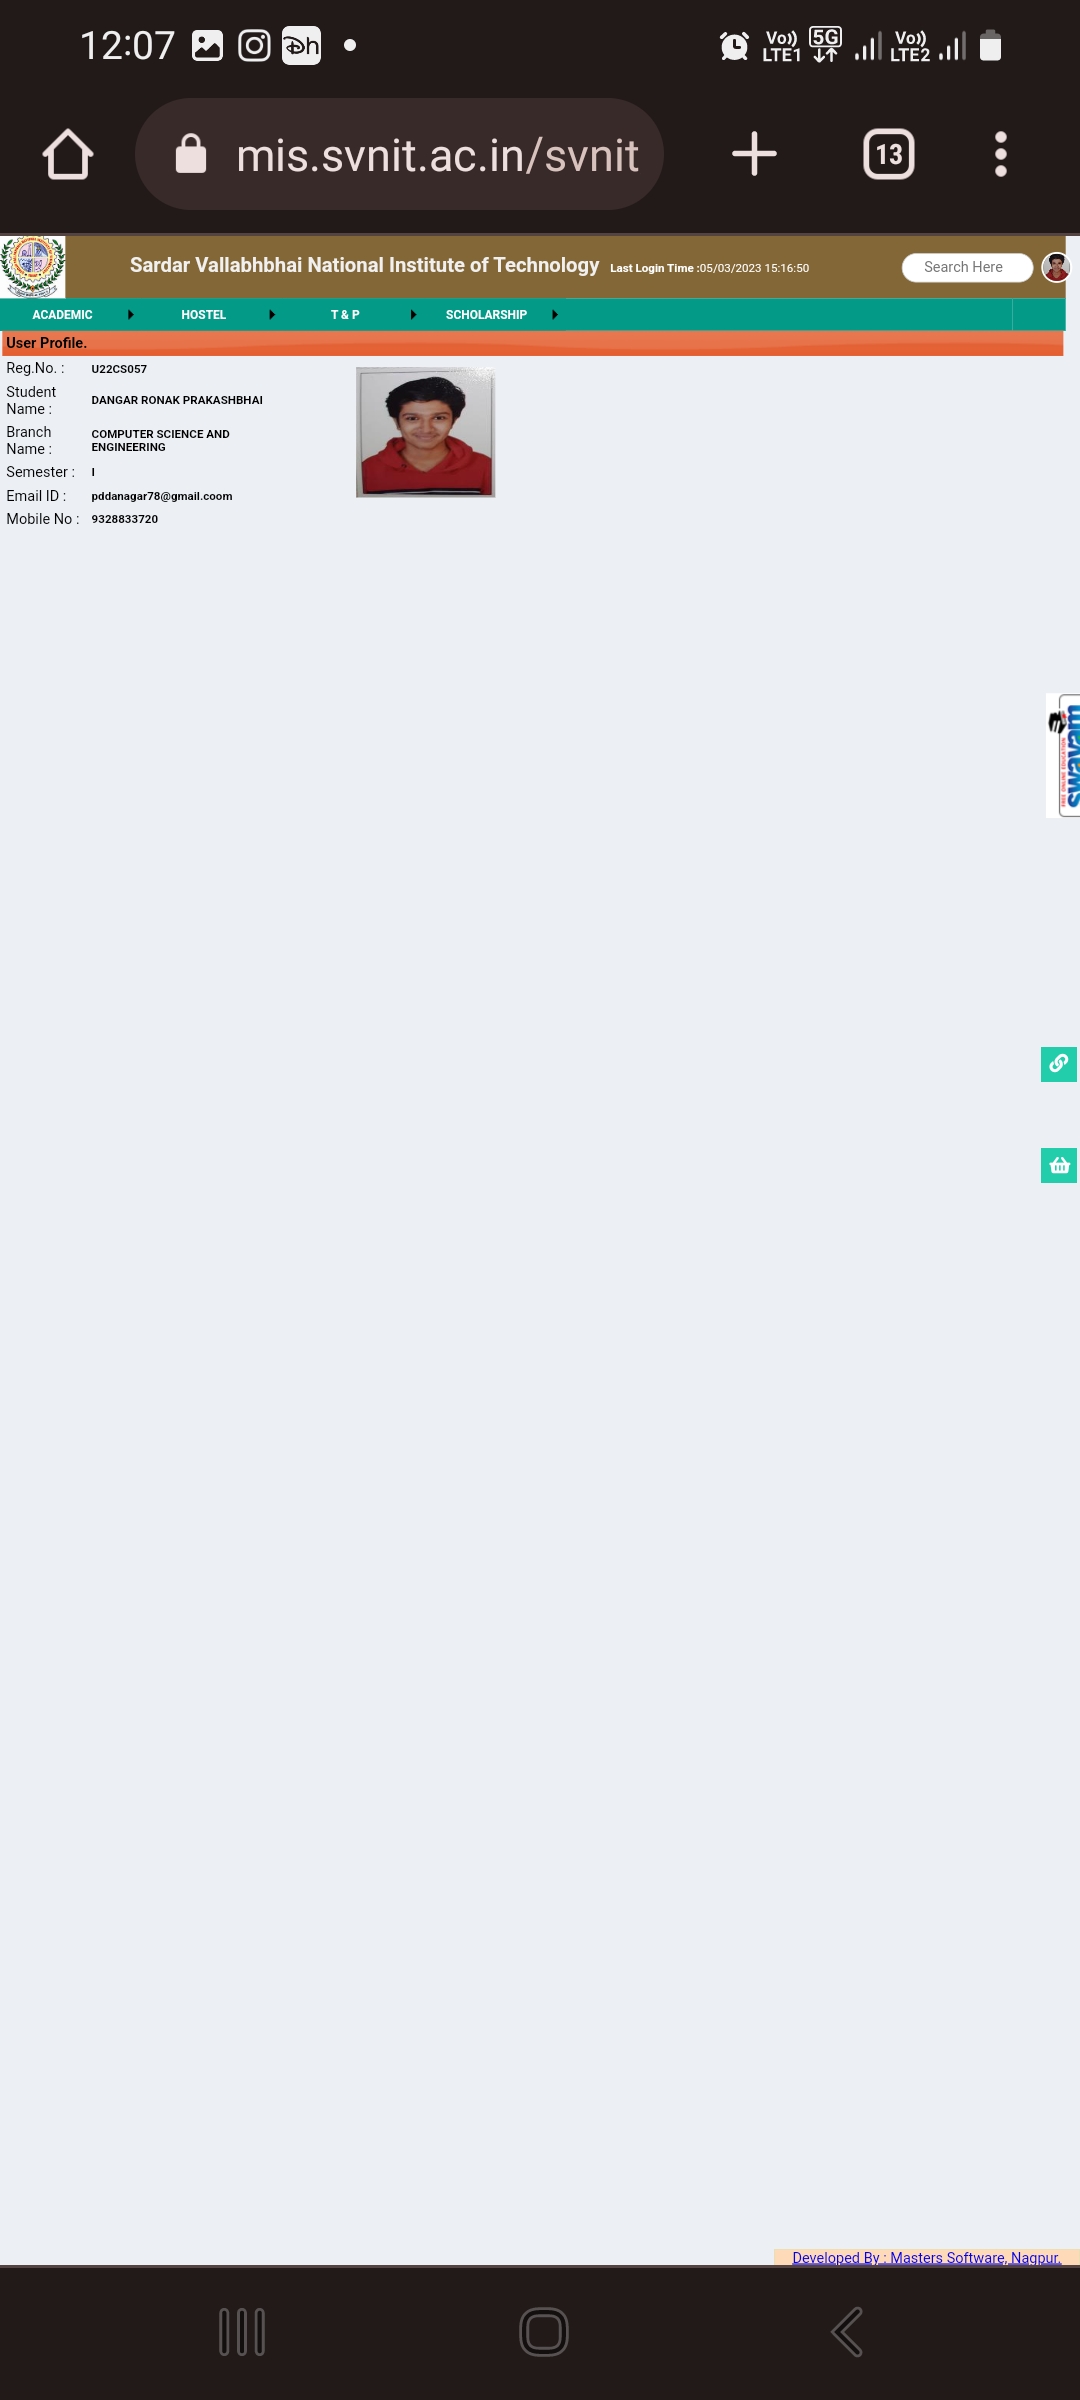 12:07
Vo)) LTE1 5G Vo)) LTE2
mis.svnit.ac.in/svnit
13
Sardar Vallabhbhai National Institute of Technology Last Login Time :05/03/2023 15:16:50 Search Here
ACADEMIC HOSTEL T & P SCHOLARSHIP
User Profile.
Reg.No. : U22CS057
Student Name : DANGAR RONAK PRAKASHBHAI
Branch Name : COMPUTER SCIENCE AND ENGINEERING
Semester : I
Email ID : pddanagar78@gmail.coom
Mobile No : 9328833720
swayam
FREE ONLINE EDUCATION
Developed By : Masters Software, Nagpur.